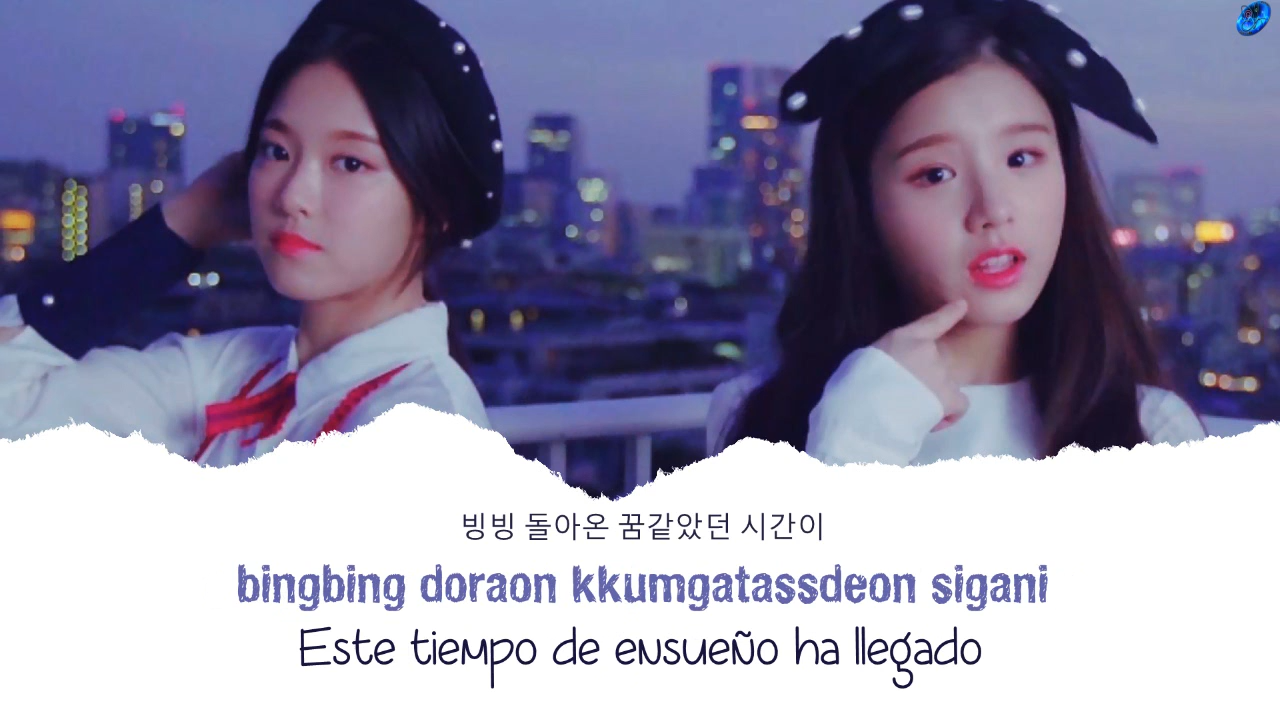 빙빙 돌아온 꿈같았던 시간이
bingbing doraon kkumgatassdeon sigani
Este tiempo de ensueño ha llegado